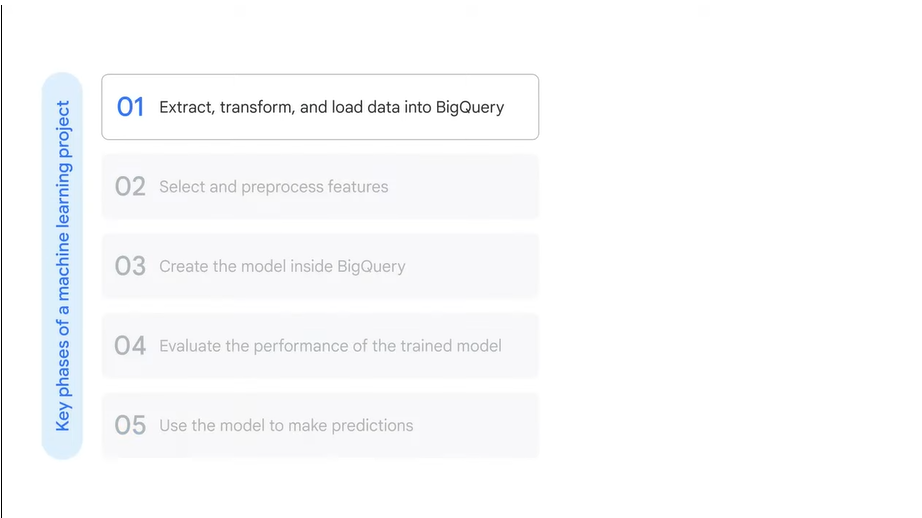 Key phases of a machine learning project
01 Extract, transform, and load data into BigQuery
02 Select and preprocess features
03 Create the model inside BigQuery
04 Evaluate the performance of the trained model
05 Use the model to make predictions